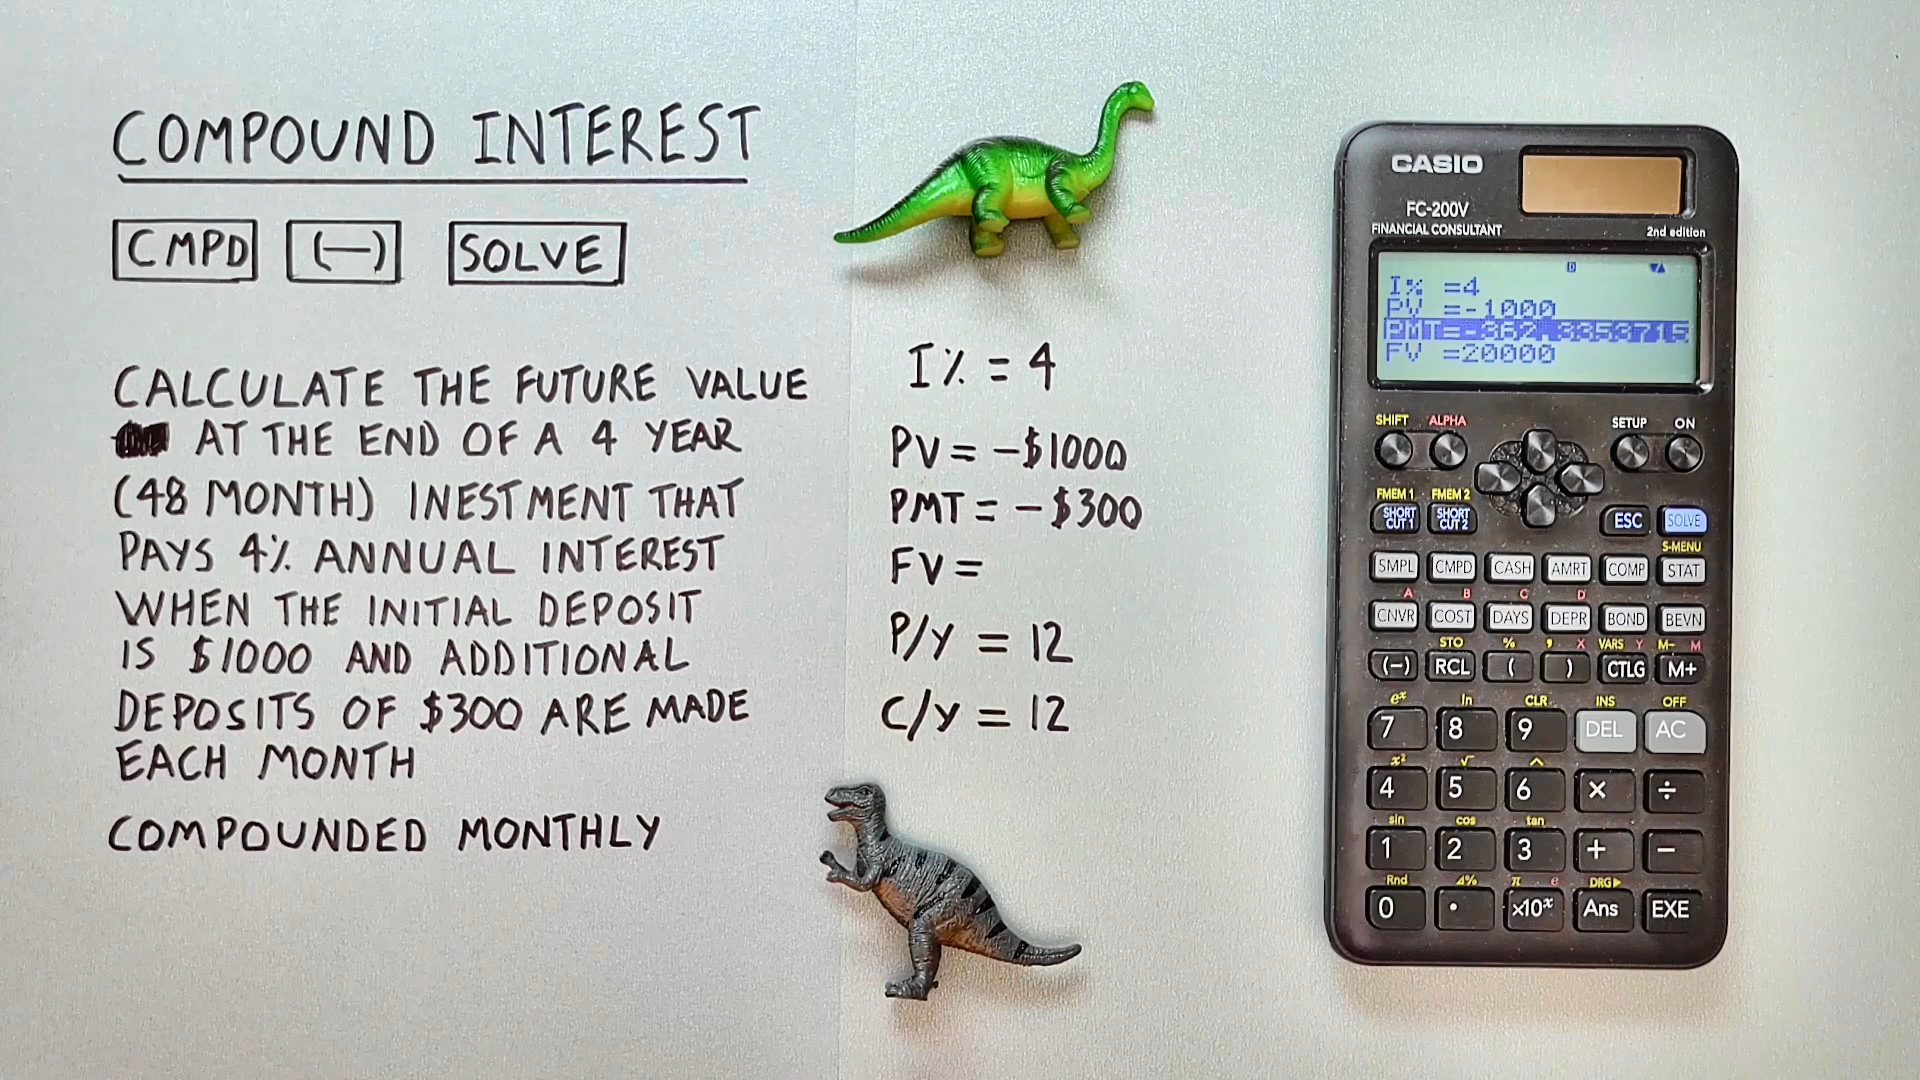 COMPOUND INTEREST
CMPD (—) SOLVE
CALCULATE THE FUTURE VALUE
AT THE END OF A 4 YEAR
(48 MONTH) INESTMENT THAT
PAYS 4% ANNUAL INTEREST
WHEN THE INITIAL DEPOSIT
IS $1000 AND ADDITIONAL
DEPOSITS OF $300 ARE MADE
EACH MONTH
COMPOUNDED MONTHLY
I% = 4
PV = -$1000
PMT = -$300
FV =
P/Y = 12
C/Y = 12
CASIO
FC-200V
FINANCIAL CONSULTANT 2nd edition
D ▼▲
I% =4
PV =-1000
PMT=-362.3353715
FV =20000
SHIFT ALPHA SETUP ON
FMEM 1 FMEM 2
SHORT CUT 1 SHORT CUT 2 ESC SOLVE
S-MENU
SMPL CMPD CASH AMRT COMP STAT
A B C D
CNVR COST DAYS DEPR BOND BEVN
STO % , X VARS Y M- M
(-) RCL ( ) CTLG M+
eˣ ln CLR INS OFF
7 8 9 DEL AC
x² √ ^
4 5 6 × ÷
sin cos tan
1 2 3 + −
Rnd Δ% π e DRG▶
0 . ×10ˣ Ans EXE